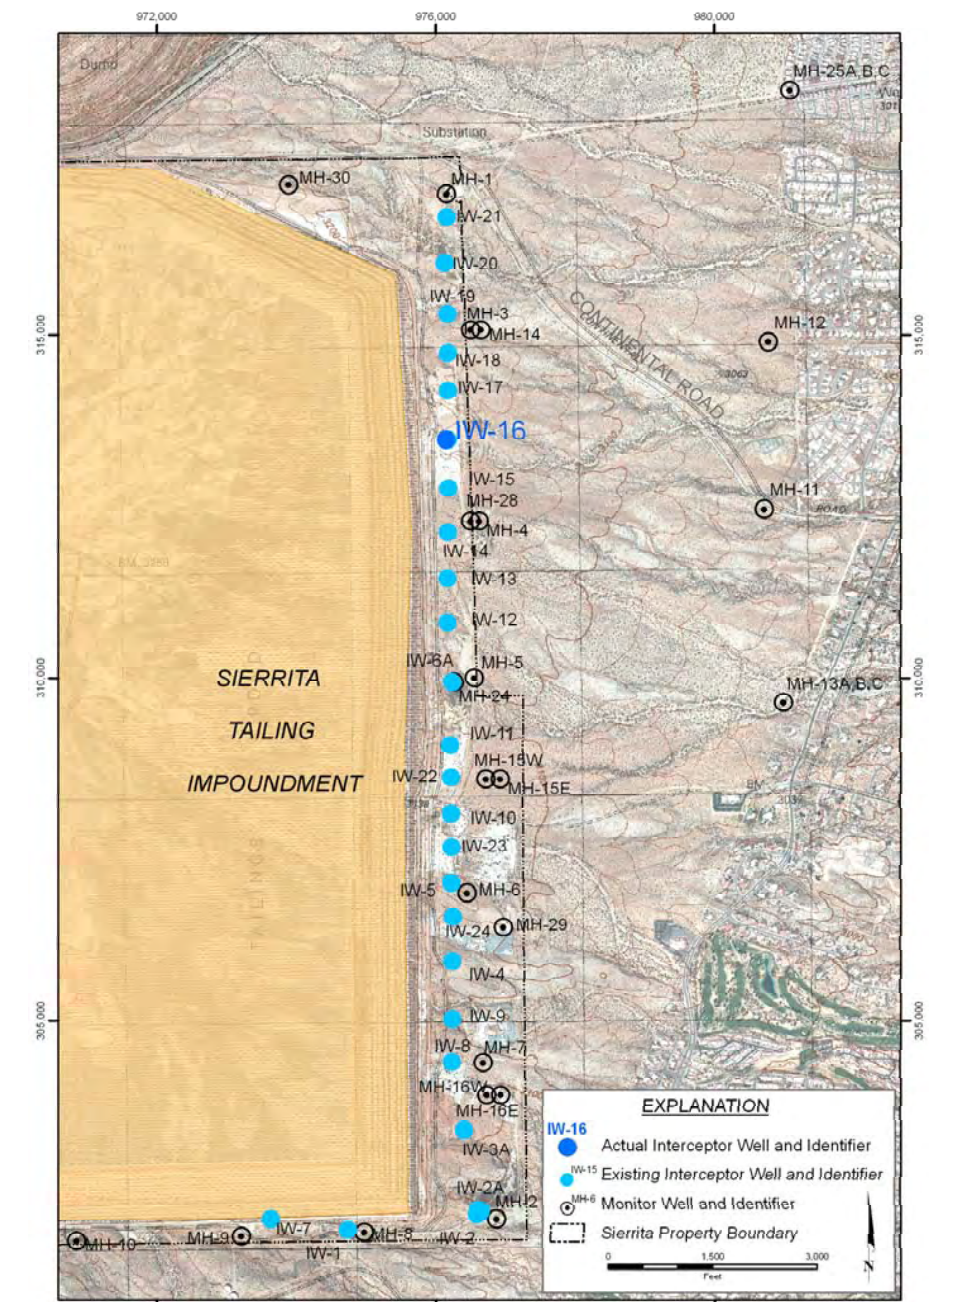 972,000
976,000
980,000
Dump
MH-25A,B,C
Substation
MH-30
MH-1
IW-21
IW-20
IW-19
MH-3
MH-14
315,000
315,000
MH-12
CONTINENTAL ROAD
IW-18
3063
IW-17
IW-16
IW-15
MH-28
MH-11
ROAD
MH-4
IW-14
IW-13
IW-12
IW-6A
MH-5
310,000
310,000
SIERRITA
MH-24
MH-13A,B,C
TAILING
IW-11
MH-15W
IMPOUNDMENT
IW-22
MH-15E
BM
IW-10
IW-23
IW-5
MH-6
MH-29
IW-24
IW-4
305,000
305,000
IW-9
IW-8
MH-7
MH-16W
MH-16E
IW-3A
IW-2A
MH-2
IW-7
IW-2
MH-10
MH-9
MH-8
IW-1
EXPLANATION
IW-16
Actual Interceptor Well and Identifier
IW-15 Existing Interceptor Well and Identifier
MH-6 Monitor Well and Identifier
Sierrita Property Boundary
0 1,500 3,000
Feet
N